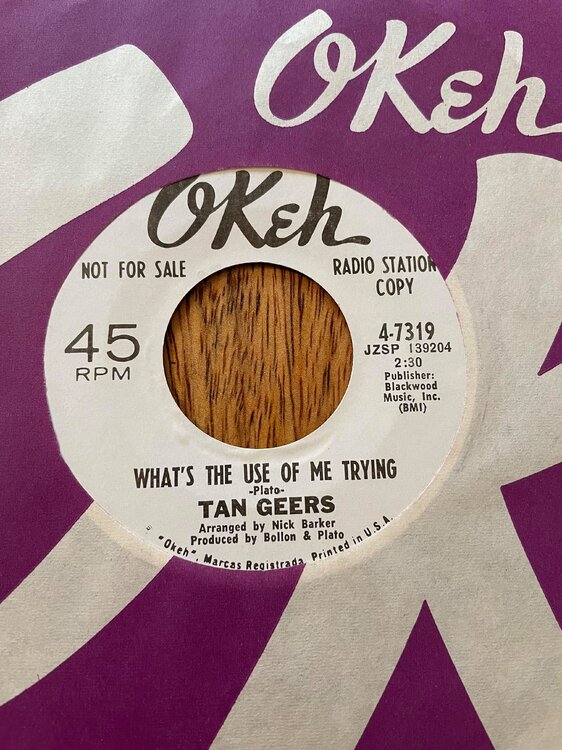 OKeh
OKeh
NOT FOR SALE
RADIO STATION
COPY
45
RPM
4-7319
JZSP 139204
2:30
Publisher:
Blackwood
Music, Inc.
(BMI)
WHAT'S THE USE OF ME TRYING
-Plato-
TAN GEERS
Arranged by Nick Barker
Produced by Bollon & Plato
"Okeh", Marcas Registrada. Printed in U.S.A.